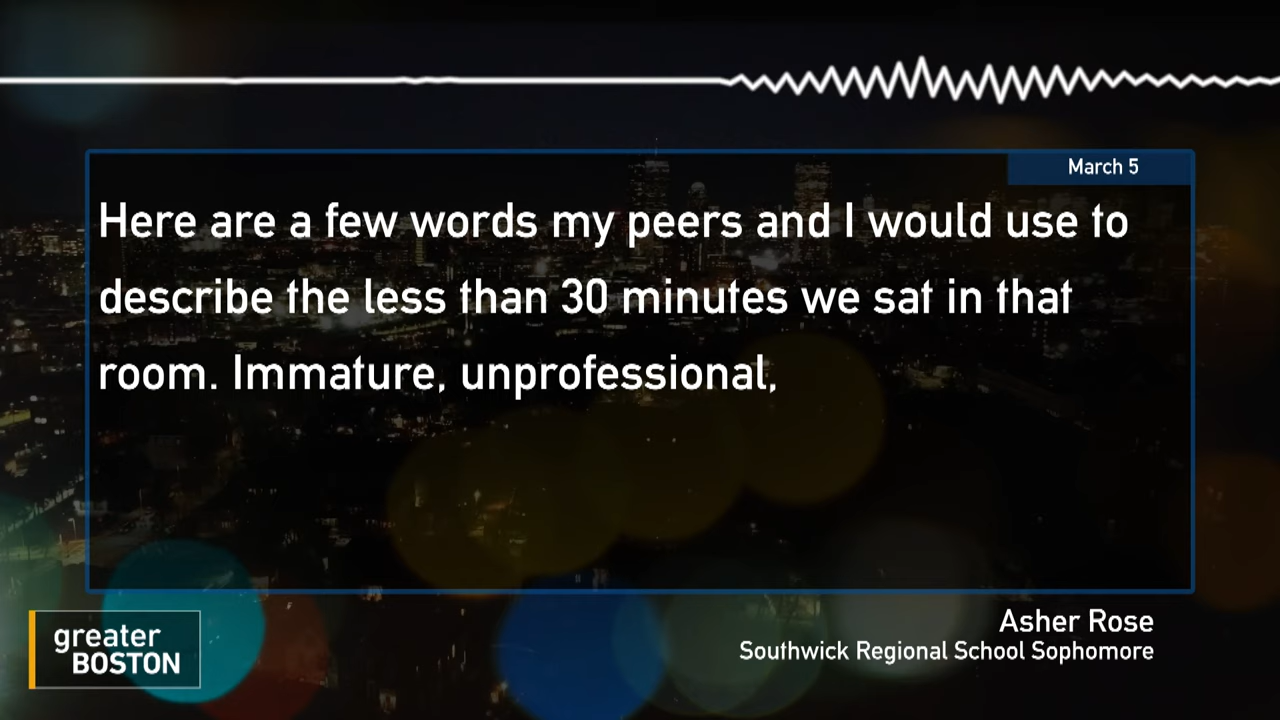 March 5
Here are a few words my peers and I would use to
describe the less than 30 minutes we sat in that
room. Immature, unprofessional,
Asher Rose
Southwick Regional School Sophomore
greater
BOSTON